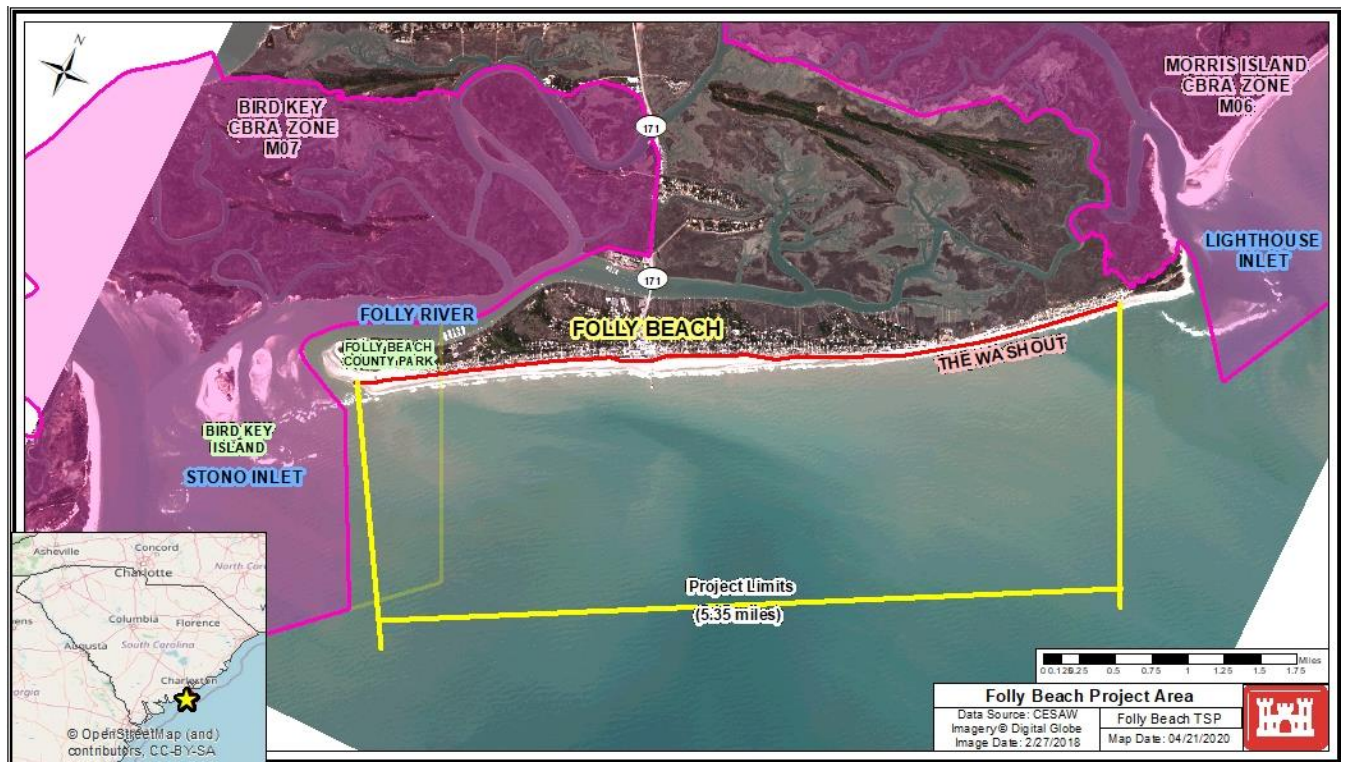 N
BIRD KEY
CBRA ZONE
M07
MORRIS ISLAND
CBRA ZONE
M06
171
LIGHTHOUSE
INLET
171
FOLLY RIVER
FOLLY BEACH
FOLLY BEACH
COUNTY PARK
THE WASHOUT
BIRD KEY
ISLAND
STONO INLET
Project Limits
(5.35 miles)
Asheville
Concord
Charlotte
North Car
Columbia
Florence
Augusta
South Carolina
Charleston
© OpenStreetMap (and)
contributors, CC-BY-SA
Miles
0 0.125 0.25 0.5 0.75 1 1.25 1.5 1.75
Folly Beach Project Area
Data Source: CESAW
Imagery© Digital Globe
Image Date: 2/27/2018
Folly Beach TSP
Map Date: 04/21/2020